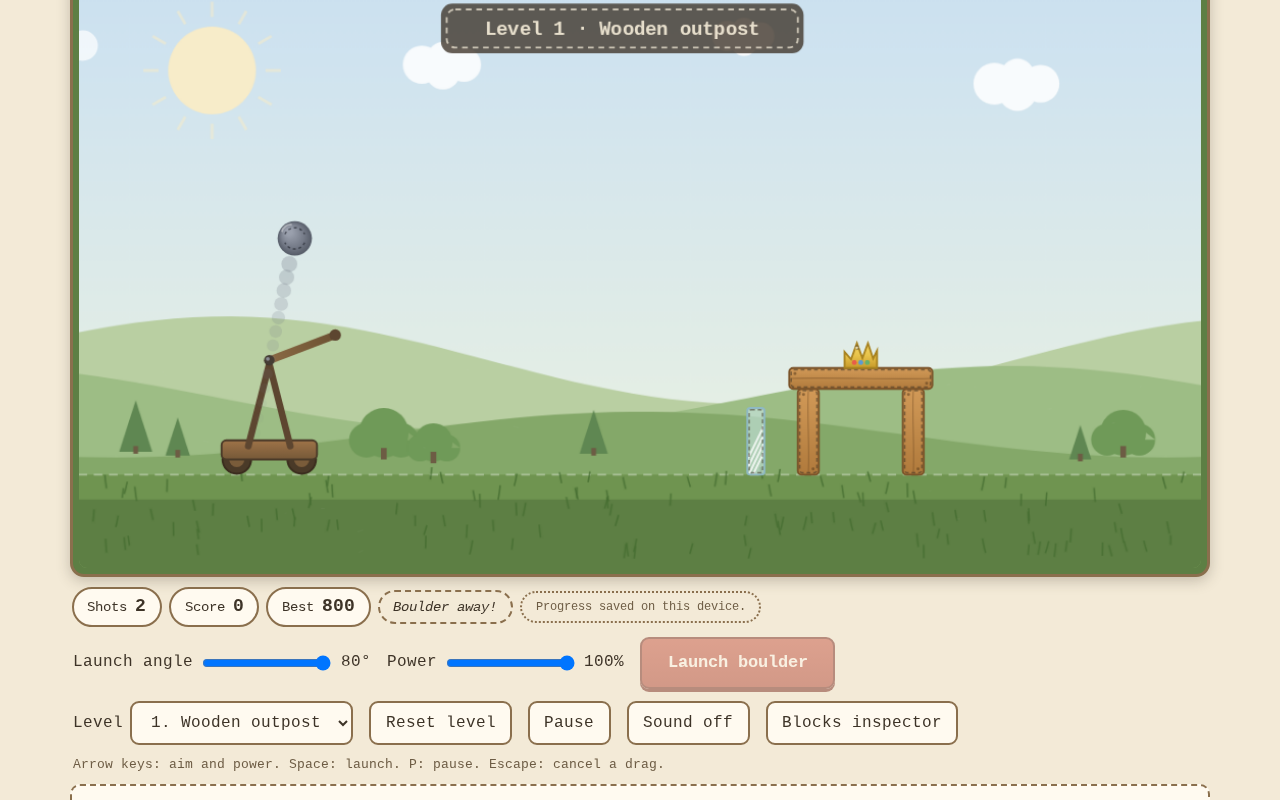 Level 1 · Wooden outpost
Shots 2 Score 0 Best 800 Boulder away! Progress saved on this device.
Launch angle 80° Power 100% Launch boulder
Level 1. Wooden outpost Reset level Pause Sound off Blocks inspector
Arrow keys: aim and power. Space: launch. P: pause. Escape: cancel a drag.